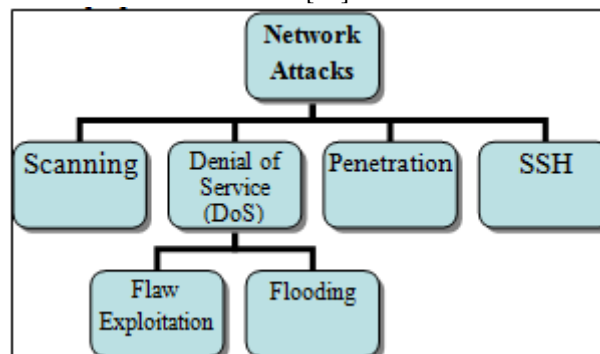 Network
Attacks
Scanning
Denial of
Service
(DoS)
Penetration
SSH
Flaw
Exploitation
Flooding